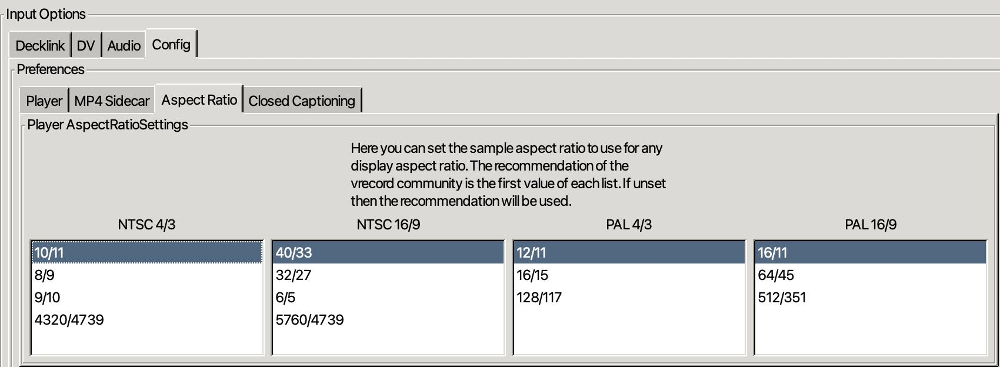 Input Options
Decklink DV Audio Config
Preferences
Player MP4 Sidecar Aspect Ratio Closed Captioning
Player AspectRatioSettings
Here you can set the sample aspect ratio to use for any
display aspect ratio. The recommendation of the
vrecord community is the first value of each list. If unset
then the recommendation will be used.
NTSC 4/3
10/11
8/9
9/10
4320/4739
NTSC 16/9
40/33
32/27
6/5
5760/4739
PAL 4/3
12/11
16/15
128/117
PAL 16/9
16/11
64/45
512/351